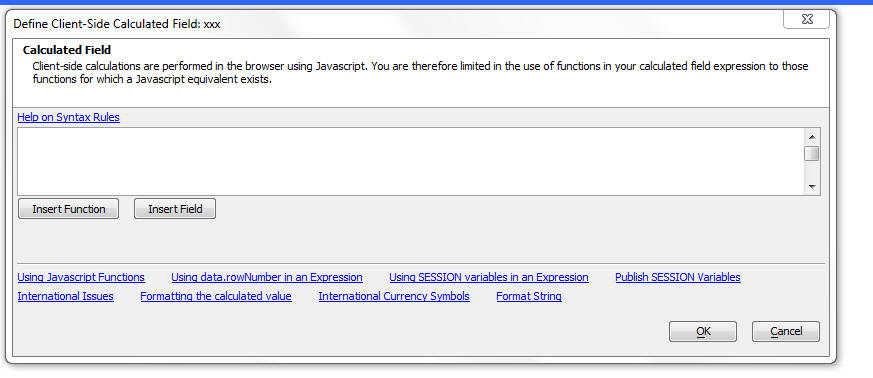 Define Client-Side Calculated Field: xxx
Calculated Field
Client-side calculations are performed in the browser using Javascript. You are therefore limited in the use of functions in your calculated field expression to those
functions for which a Javascript equivalent exists.
Help on Syntax Rules
Insert Function Insert Field
Using Javascript Functions Using data.rowNumber in an Expression Using SESSION variables in an Expression Publish SESSION Variables
International Issues Formatting the calculated value International Currency Symbols Format String
OK Cancel